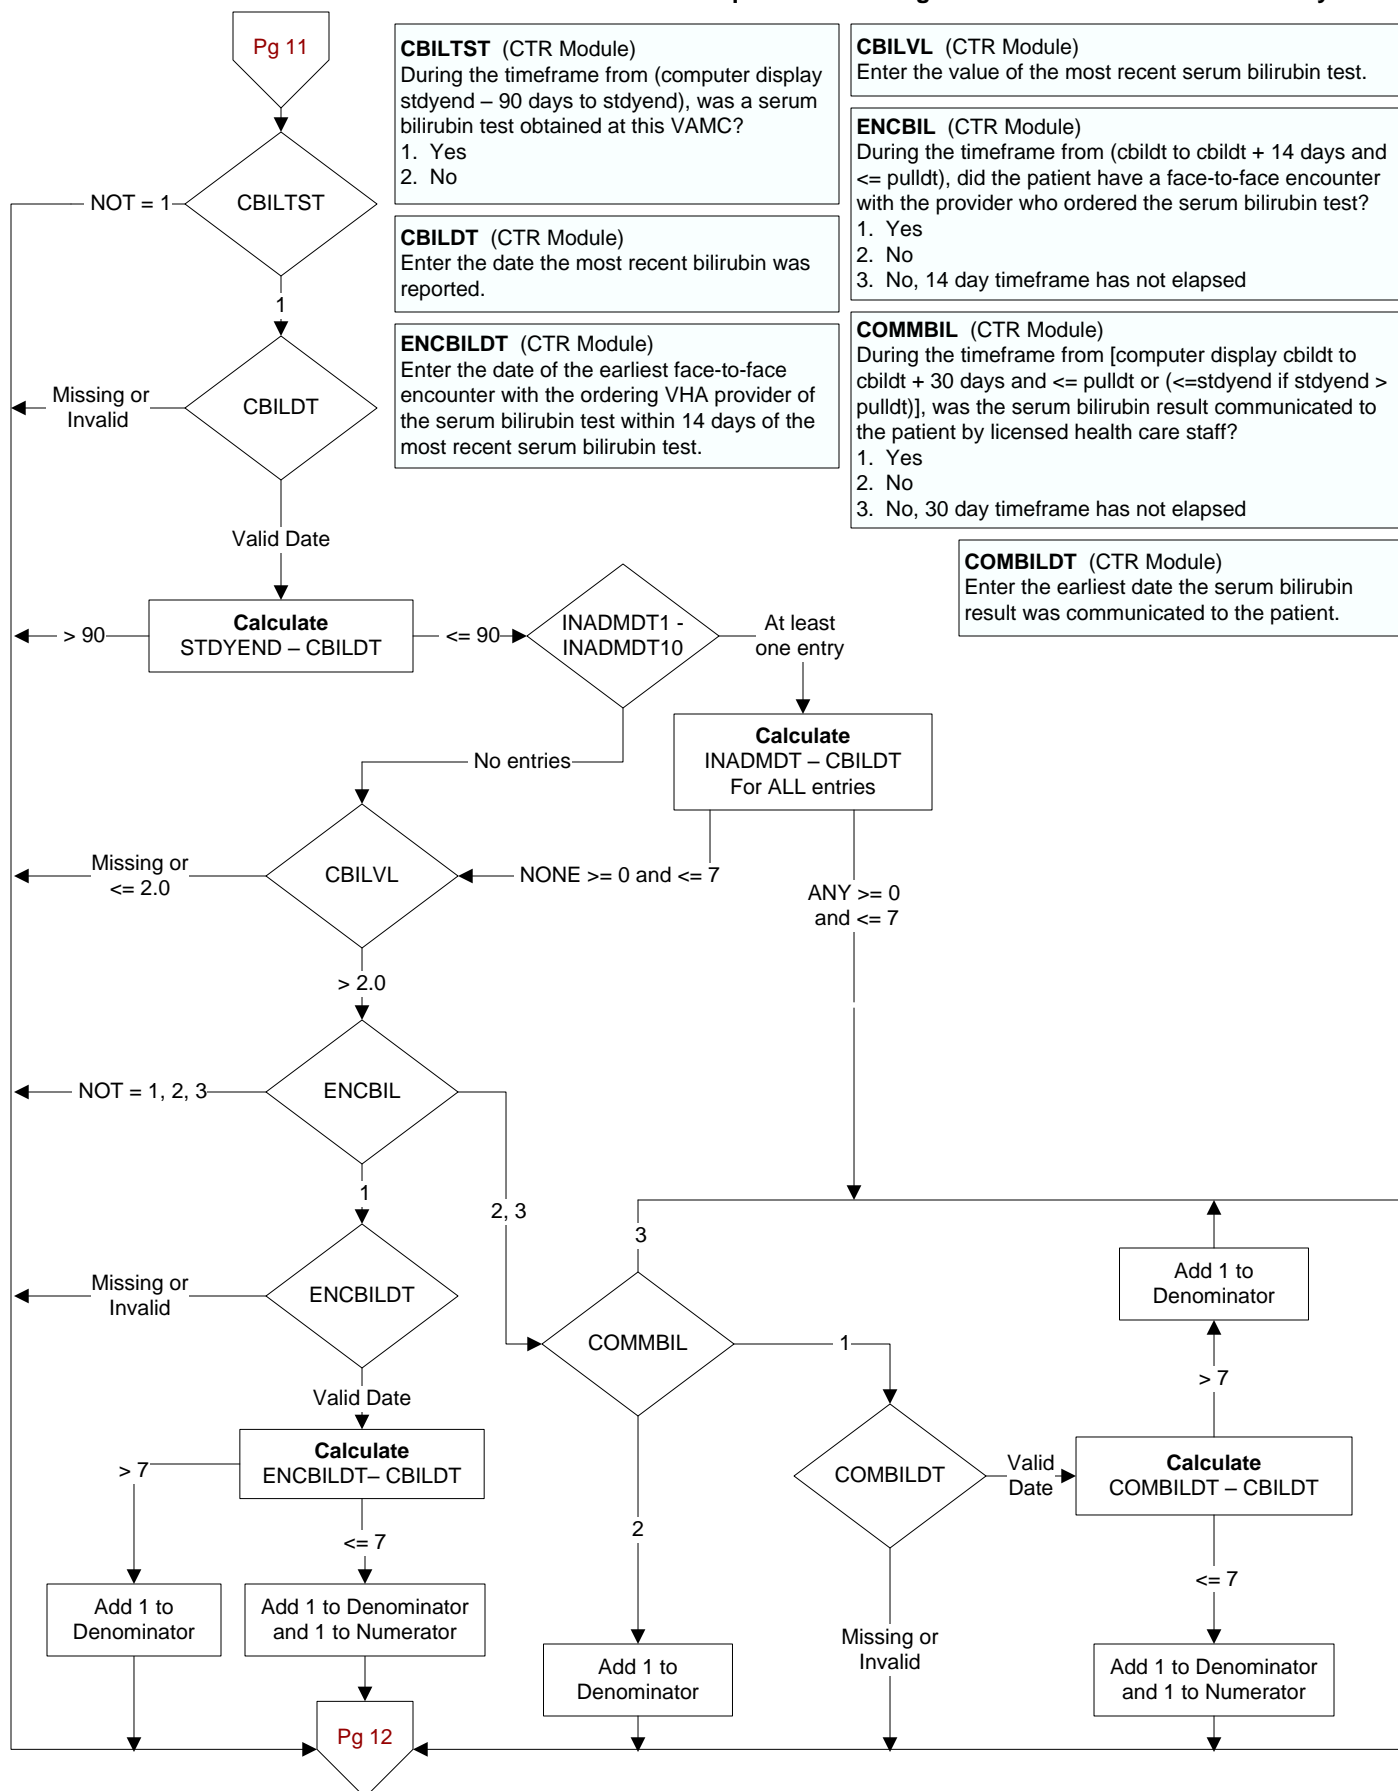 Pg 11
CBILTST (CTR Module)
During the timeframe from (computer display
stdyend – 90 days to stdyend), was a serum
bilirubin test obtained at this VAMC?
1. Yes
2. No
CBILDT (CTR Module)
Enter the date the most recent bilirubin was
reported.
ENCBILDT (CTR Module)
Enter the date of the earliest face-to-face
encounter with the ordering VHA provider of
the serum bilirubin test within 14 days of the
most recent serum bilirubin test.
CBILVL (CTR Module)
Enter the value of the most recent serum bilirubin test.
ENCBIL (CTR Module)
During the timeframe from (cbildt to cbildt + 14 days and
<= pulldt), did the patient have a face-to-face encounter
with the provider who ordered the serum bilirubin test?
1. Yes
2. No
3. No, 14 day timeframe has not elapsed
COMMBIL (CTR Module)
During the timeframe from [computer display cbildt to
cbildt + 30 days and <= pulldt or (<=stdyend if stdyend >
pulldt)], was the serum bilirubin result communicated to
the patient by licensed health care staff?
1. Yes
2. No
3. No, 30 day timeframe has not elapsed
COMBILDT (CTR Module)
Enter the earliest date the serum bilirubin
result was communicated to the patient.
NOT = 1
CBILTST
1
Missing or
Invalid
CBILDT
Valid Date
> 90
Calculate
STDYEND – CBILDT
<= 90
INADMDT1 -
INADMDT10
At least
one entry
Calculate
INADMDT – CBILDT
For ALL entries
No entries
Missing or
<= 2.0
CBILVL
NONE >= 0 and <= 7
ANY >= 0
and <= 7
> 2.0
NOT = 1, 2, 3
ENCBIL
1
2, 3
3
Missing or
Invalid
ENCBILDT
Add 1 to
Denominator
COMMBIL
1
> 7
Valid Date
Calculate
ENCBILDT– CBILDT
> 7
<= 7
COMBILDT
Valid
Date
Calculate
COMBILDT – CBILDT
2
<= 7
Add 1 to
Denominator
Add 1 to Denominator
and 1 to Numerator
Missing or
Invalid
Add 1 to
Denominator
Add 1 to Denominator
and 1 to Numerator
Pg 12